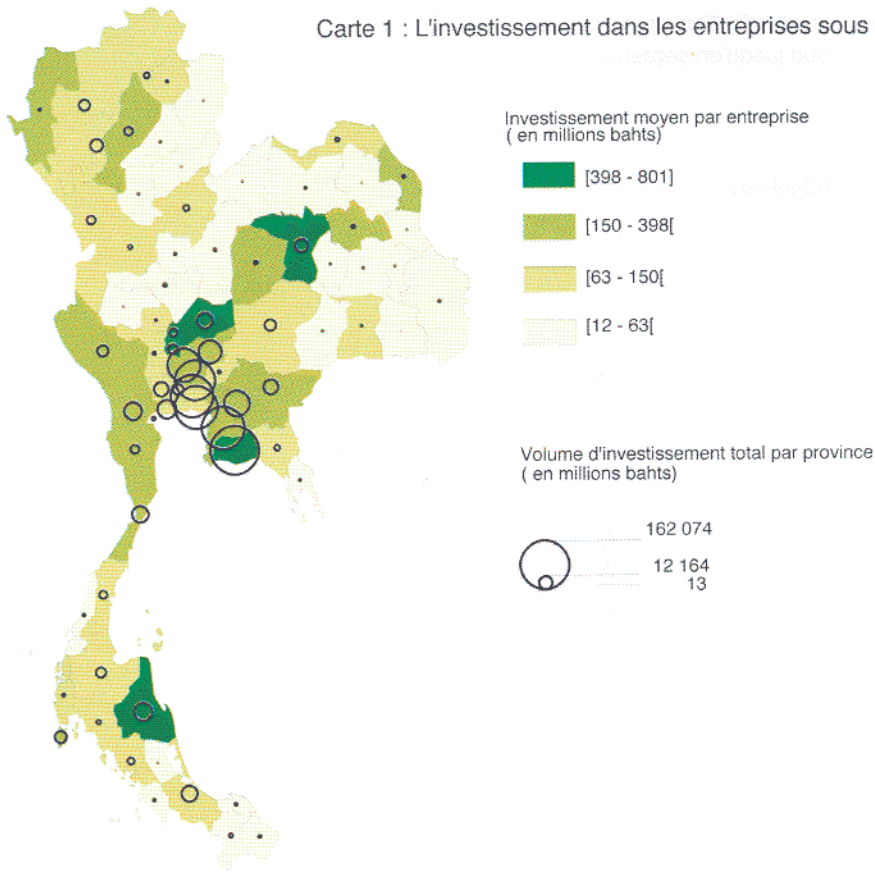 Carte 1 : L'investissement dans les entreprises sous
Investissement moyen par entreprise
( en millions bahts)
[398 - 801]
[150 - 398[
[63 - 150[
[12 - 63[
Volume d'investissement total par province
( en millions bahts)
162 074
12 164
13